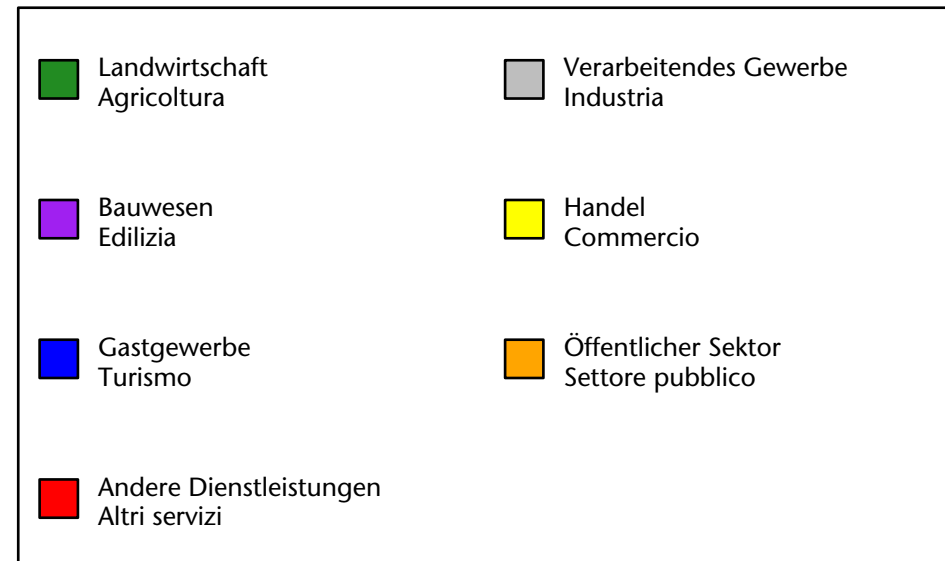 Landwirtschaft
Agricoltura
Verarbeitendes Gewerbe
Industria
Bauwesen
Edilizia
Handel
Commercio
Gastgewerbe
Turismo
Öffentlicher Sektor
Settore pubblico
Andere Dienstleistungen
Altri servizi